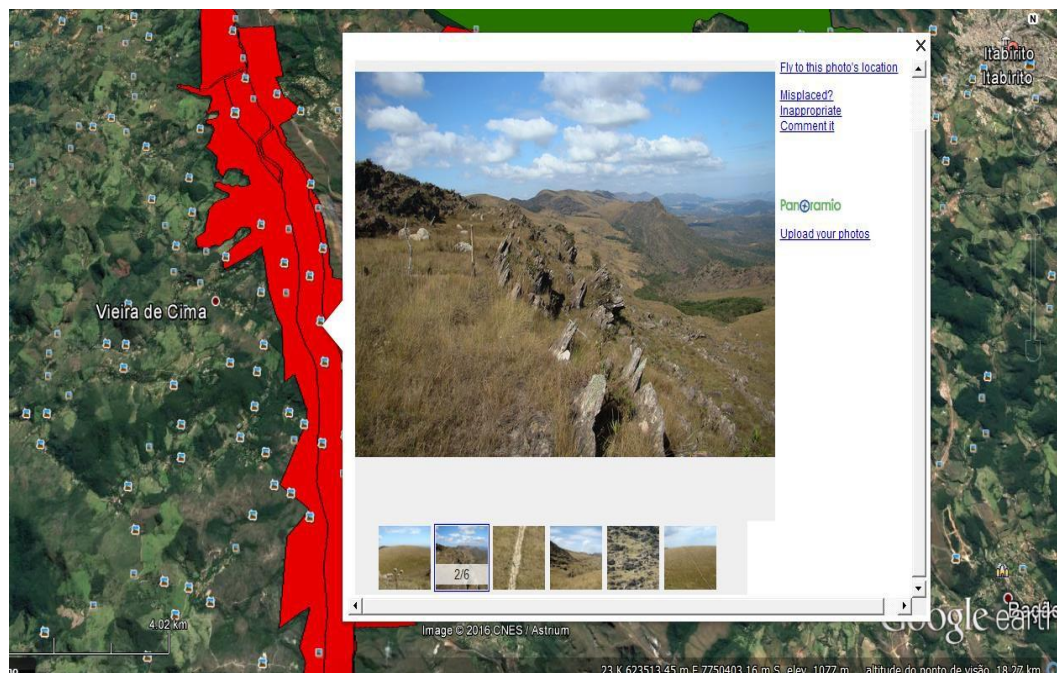 N
Itabirito
Itabirito
X
Fly to this photo's location
Misplaced?
Inappropriate
Comment it
Panoramio
Upload your photos
Vieira de Cima
2/6
4,02 km
Image © 2016 CNES / Astrium
Google earth
23 K 623513.45 m E 7750403.16 m S elev. 1077 m altitude do ponto de visão 18.27 km